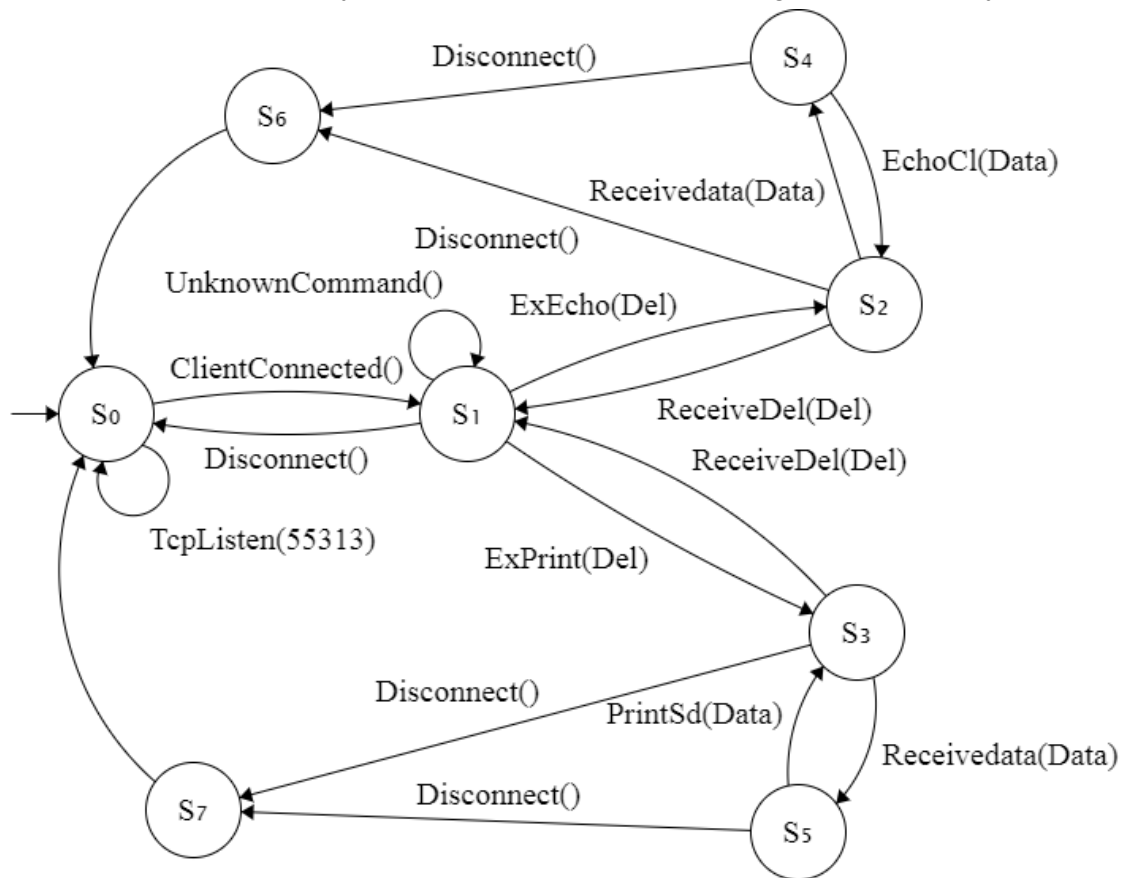 Disconnect()
S4
S6
EchoCl(Data)
Receivedata(Data)
Disconnect()
UnknownCommand()
ExEcho(Del)
S2
ClientConnected()
S0
S1
ReceiveDel(Del)
Disconnect()
ReceiveDel(Del)
TcpListen(55313)
ExPrint(Del)
S3
Disconnect()
PrintSd(Data)
Receivedata(Data)
Disconnect()
S7
S5